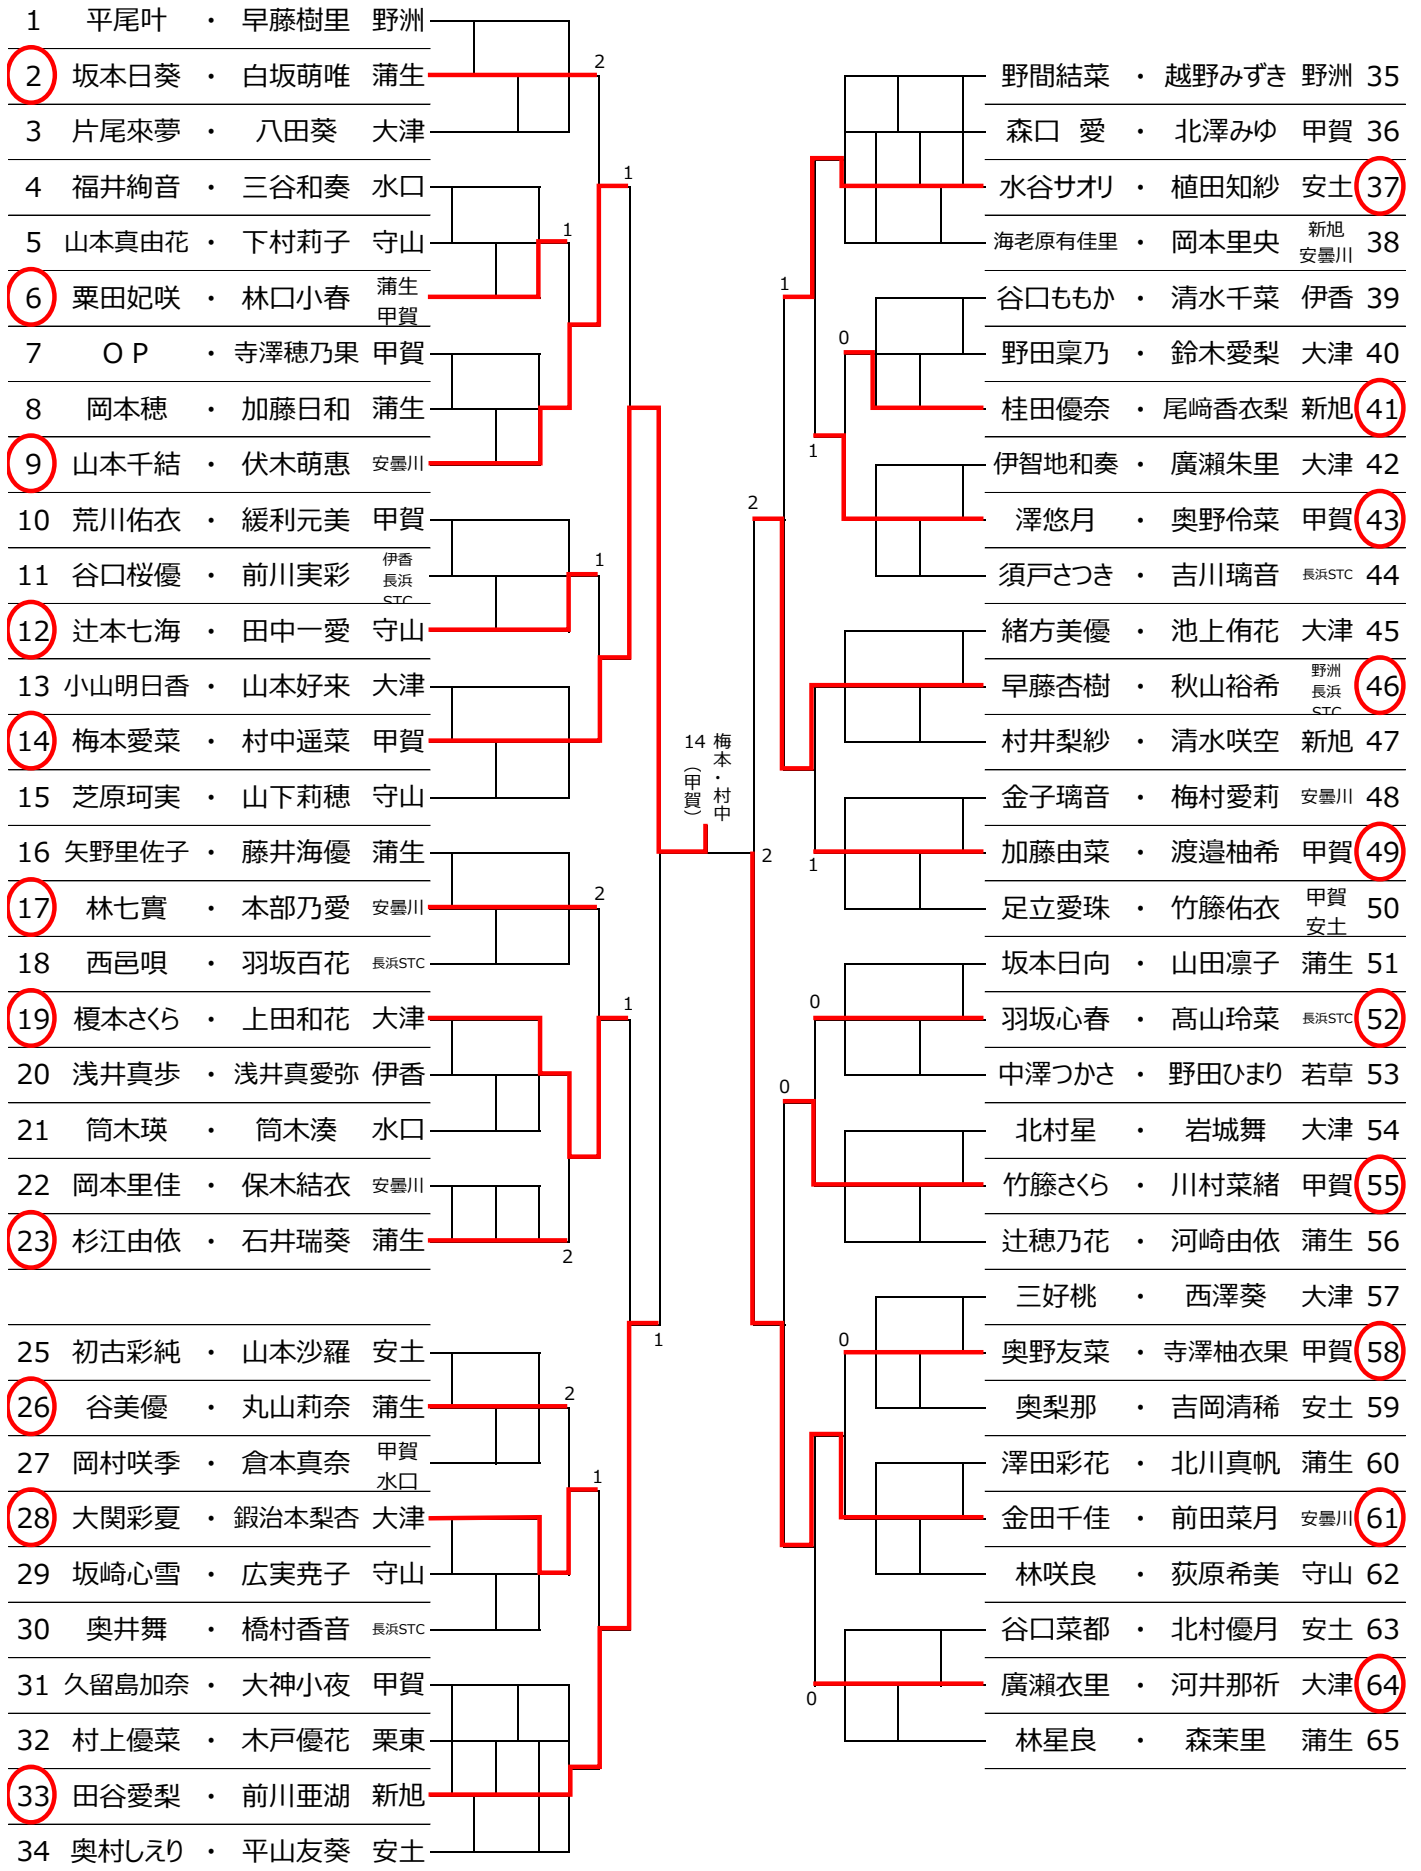 1 平尾叶 ・ 早藤樹里 野洲
2 坂本日葵 ・ 白坂萌唯 蒲生
3 片尾來夢 ・ 八田葵 大津
4 福井絢音 ・ 三谷和奏 水口
5 山本真由花 ・ 下村莉子 守山
6 粟田妃咲 ・ 林口小春 蒲生 甲賀
7 OP ・ 寺澤穂乃果 甲賀
8 岡本穂 ・ 加藤日和 蒲生
9 山本千結 ・ 伏木萌恵 安曇川
10 荒川佑衣 ・ 緩利元美 甲賀
11 谷口桜優 ・ 前川実彩 伊香 長浜 STC
12 辻本七海 ・ 田中一愛 守山
13 小山明日香 ・ 山本好来 大津
14 梅本愛菜 ・ 村中遥菜 甲賀
15 芝原珂実 ・ 山下莉穂 守山
16 矢野里佐子 ・ 藤井海優 蒲生
17 林七實 ・ 本部乃愛 安曇川
18 西邑唄 ・ 羽坂百花 長浜STC
19 榎本さくら ・ 上田和花 大津
20 浅井真歩 ・ 浅井真愛弥 伊香
21 筒木瑛 ・ 筒木湊 水口
22 岡本里佳 ・ 保木結衣 安曇川
23 杉江由依 ・ 石井瑞葵 蒲生
25 初古彩純 ・ 山本沙羅 安土
26 谷美優 ・ 丸山莉奈 蒲生
27 岡村咲季 ・ 倉本真奈 甲賀 水口
28 大関彩夏 ・ 鍜治本梨杏 大津
29 坂崎心雪 ・ 広実尭子 守山
30 奥井舞 ・ 橋村香音 長浜STC
31 久留島加奈 ・ 大神小夜 甲賀
32 村上優菜 ・ 木戸優花 栗東
33 田谷愛梨 ・ 前川亜湖 新旭
34 奥村しえり ・ 平山友葵 安土
2
1
1
1
2
1
2
2
1
1
梅本・村中
14（甲賀）
2
2
1
0
1
1
0
0
0
0
野間結菜 ・ 越野みずき 野洲 35
森口 愛 ・ 北澤みゆ 甲賀 36
水谷サオリ ・ 植田知紗 安土 37
海老原有佳里 ・ 岡本里央 新旭 安曇川 38
谷口ももか ・ 清水千菜 伊香 39
野田稟乃 ・ 鈴木愛梨 大津 40
桂田優奈 ・ 尾﨑香衣梨 新旭 41
伊智地和奏 ・ 廣瀬朱里 大津 42
澤悠月 ・ 奥野伶菜 甲賀 43
須戸さつき ・ 吉川璃音 長浜STC 44
緒方美優 ・ 池上侑花 大津 45
早藤杏樹 ・ 秋山裕希 野洲 長浜 STC 46
村井梨紗 ・ 清水咲空 新旭 47
金子璃音 ・ 梅村愛莉 安曇川 48
加藤由菜 ・ 渡邉柚希 甲賀 49
足立愛珠 ・ 竹籐佑衣 甲賀 安土 50
坂本日向 ・ 山田凛子 蒲生 51
羽坂心春 ・ 髙山玲菜 長浜STC 52
中澤つかさ ・ 野田ひまり 若草 53
北村星 ・ 岩城舞 大津 54
竹籐さくら ・ 川村菜緒 甲賀 55
辻穂乃花 ・ 河崎由依 蒲生 56
三好桃 ・ 西澤葵 大津 57
奥野友菜 ・ 寺澤柚衣果 甲賀 58
奥梨那 ・ 吉岡清稀 安土 59
澤田彩花 ・ 北川真帆 蒲生 60
金田千佳 ・ 前田菜月 安曇川 61
林咲良 ・ 荻原希美 守山 62
谷口菜都 ・ 北村優月 安土 63
廣瀬衣里 ・ 河井那祈 大津 64
林星良 ・ 森茉里 蒲生 65